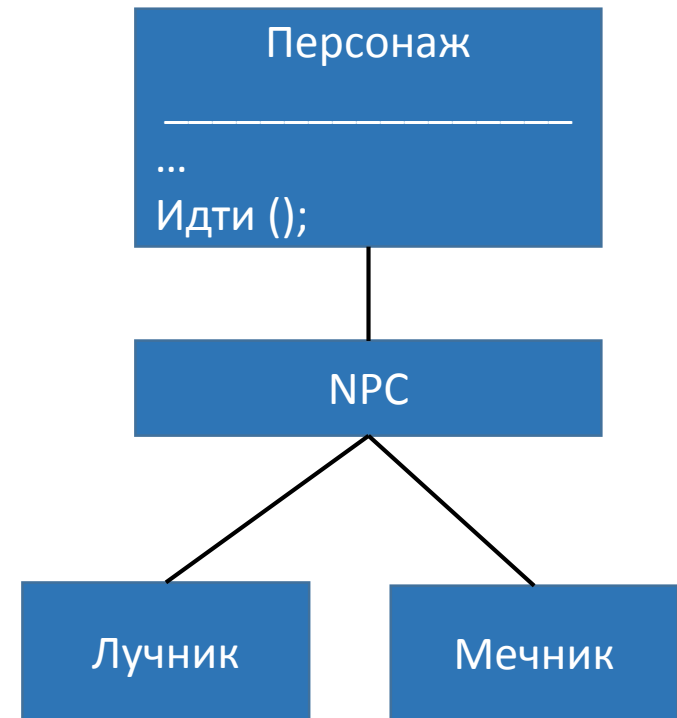 Персонаж
…
Идти ();
NPC
Лучник
Мечник